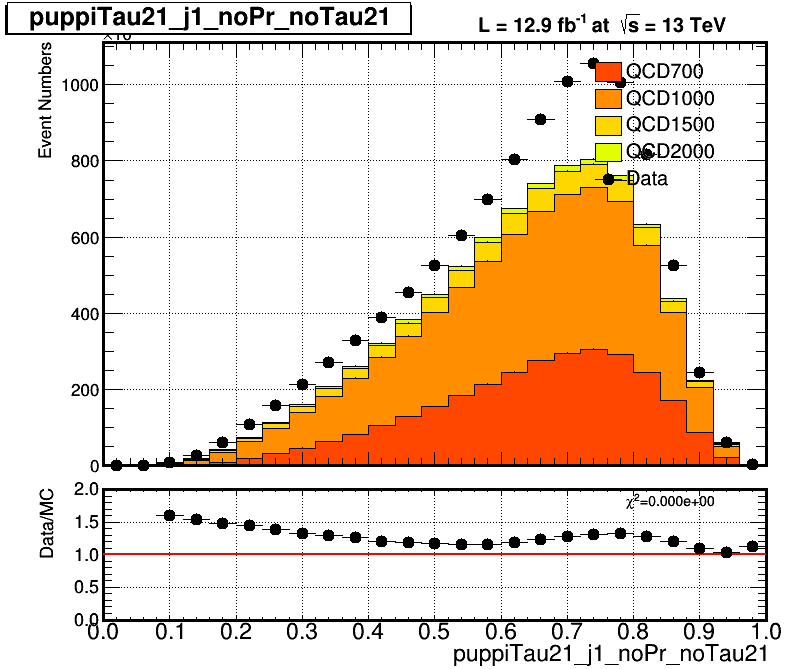 puppiTau21_j1_noPr_noTau21
L = 12.9 fb-1 at √s = 13 TeV
Event Numbers
1000
800
600
400
200
0
QCD700
QCD1000
QCD1500
QCD2000
Data
Data/MC
2.0
1.5
1.0
0.5
0.0
χ2=0.000e+00
0.0 0.1 0.2 0.3 0.4 0.5 0.6 0.7 0.8 0.9 1.0
puppiTau21_j1_noPr_noTau21